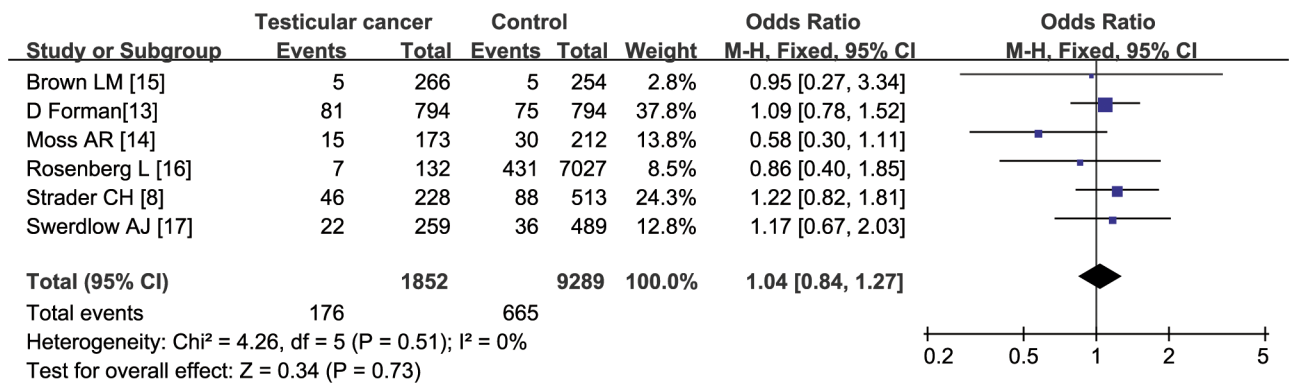 Testicular cancer Control Odds Ratio Odds Ratio
Study or Subgroup Events Total Events Total Weight M-H, Fixed, 95% CI M-H, Fixed, 95% CI
Brown LM [15] 5 266 5 254 2.8% 0.95 [0.27, 3.34]
D Forman[13] 81 794 75 794 37.8% 1.09 [0.78, 1.52]
Moss AR [14] 15 173 30 212 13.8% 0.58 [0.30, 1.11]
Rosenberg L [16] 7 132 431 7027 8.5% 0.86 [0.40, 1.85]
Strader CH [8] 46 228 88 513 24.3% 1.22 [0.82, 1.81]
Swerdlow AJ [17] 22 259 36 489 12.8% 1.17 [0.67, 2.03]
Total (95% CI) 1852 9289 100.0% 1.04 [0.84, 1.27]
Total events 176 665
Heterogeneity: Chi² = 4.26, df = 5 (P = 0.51); I² = 0%
Test for overall effect: Z = 0.34 (P = 0.73)
0.2 0.5 1 2 5